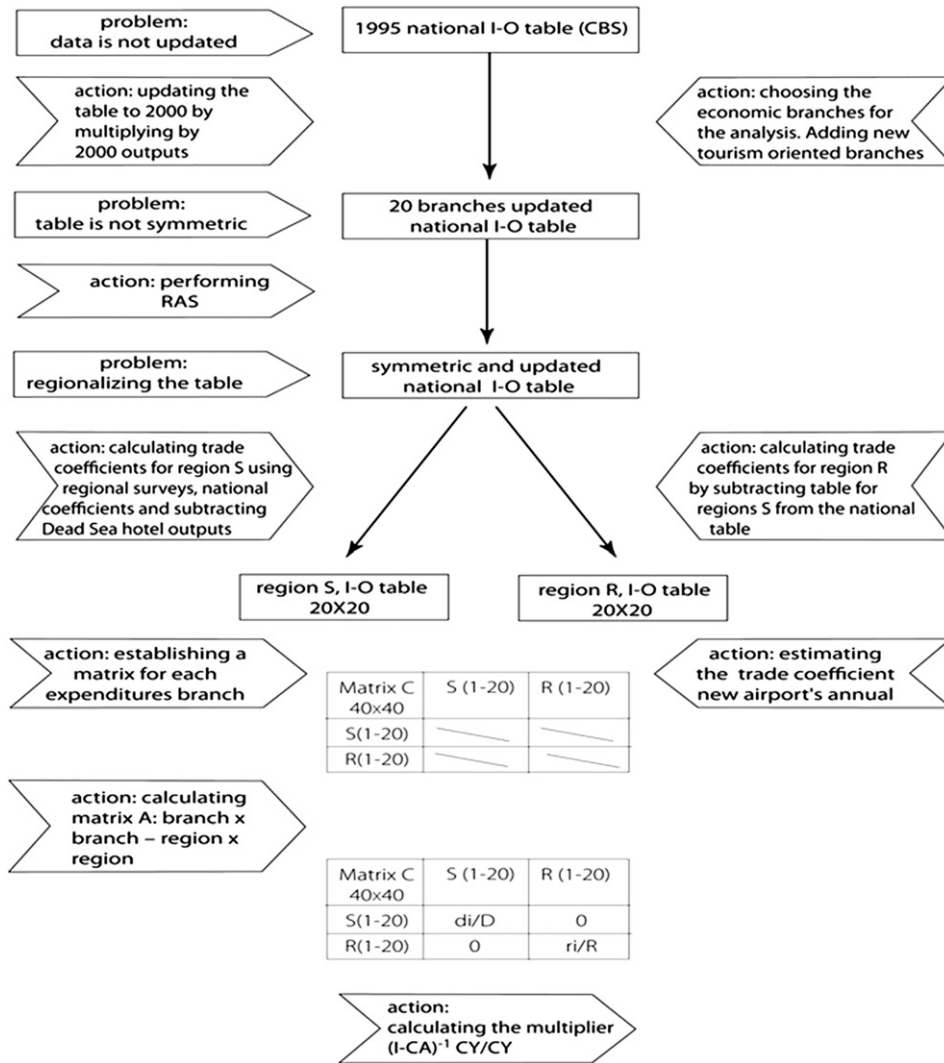 problem:
data is not updated
1995 national I-O table (CBS)
action: updating the
table to 2000 by
multiplying by
2000 outputs
action: choosing the
economic branches for
the analysis. Adding new
tourism oriented branches
problem:
table is not symmetric
20 branches updated
national I-O table
action: performing
RAS
problem:
regionalizing the table
symmetric and updated
national I-O table
action: calculating trade
coefficients for region S using
regional surveys, national
coefficients and subtracting
Dead Sea hotel outputs
action: calculating trade
coefficients for region R
by subtracting table for
regions S from the national
table
region S, I-O table
20X20
region R, I-O table
20X20
action: establishing a
matrix for each
expenditures branch
action: estimating
the trade coefficient
new airport's annual
Matrix C
40x40
S (1-20)
R (1-20)
S(1-20)
R(1-20)
action: calculating
matrix A: branch x
branch – region x
region
Matrix C
40x40
S (1-20)
R (1-20)
S(1-20)
di/D
0
R(1-20)
0
ri/R
action:
calculating the multiplier
(I-CA)⁻¹ CY/CY